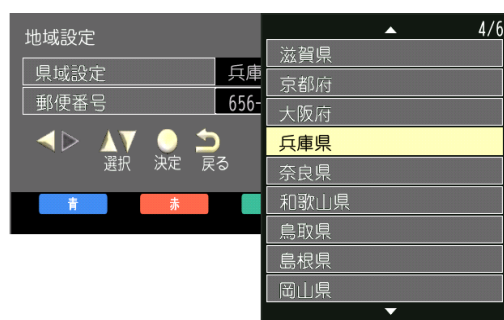 地域設定
県域設定 兵庫
郵便番号 656-
選択 決定 戻る
青 赤
4/6
滋賀県
京都府
大阪府
兵庫県
奈良県
和歌山県
鳥取県
島根県
岡山県